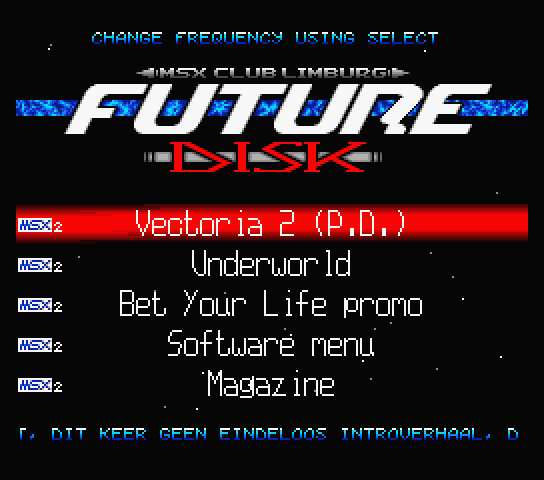 CHANGE FREQUENCY USING SELECT
MSX CLUB LIMBURG
FUTURE
DISK
MSX2 Vectoria 2 (P.D.)
MSX2 Underworld
MSX2 Bet Your Life promo
MSX2 Software menu
MSX2 Magazine
, DIT KEER GEEN EINDELOOS INTROVERHAAL, D